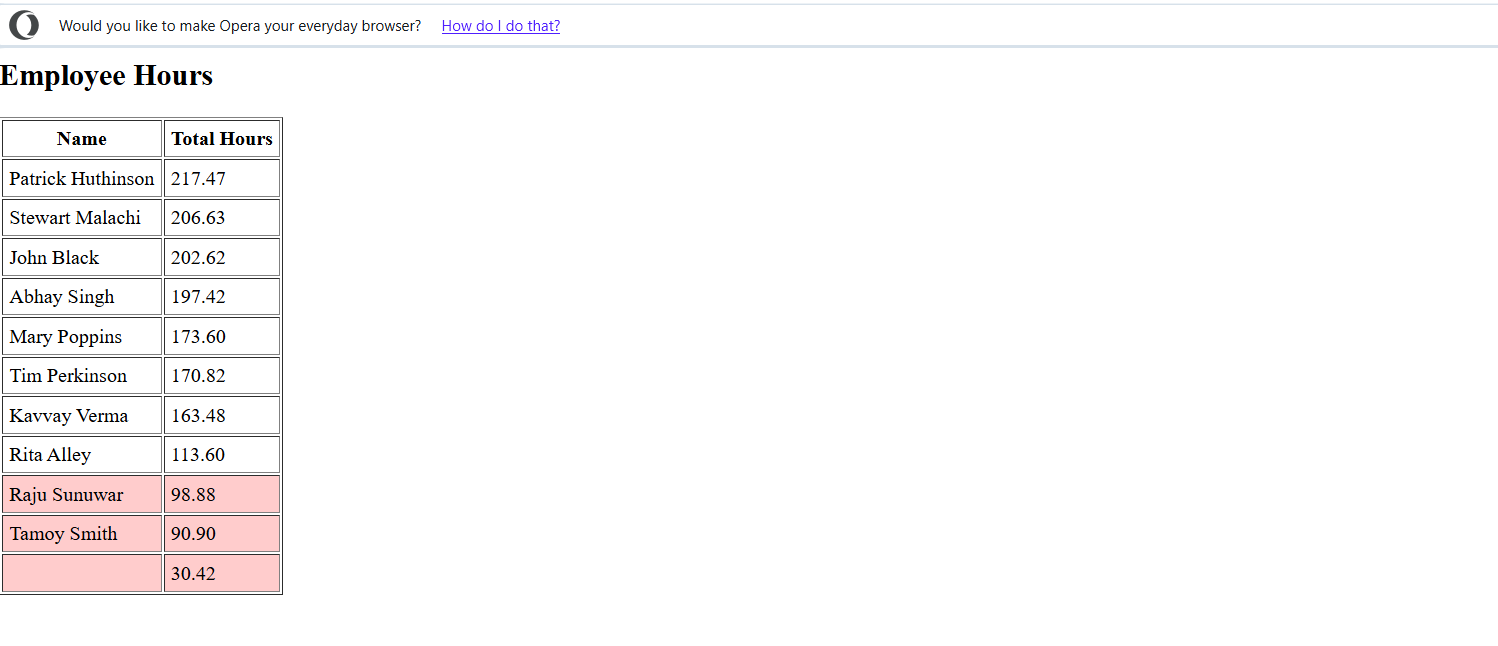 Would you like to make Opera your everyday browser? How do I do that?
Employee Hours
Name Total Hours
Patrick Huthinson 217.47
Stewart Malachi 206.63
John Black 202.62
Abhay Singh 197.42
Mary Poppins 173.60
Tim Perkinson 170.82
Kavvay Verma 163.48
Rita Alley 113.60
Raju Sunuwar 98.88
Tamoy Smith 90.90
30.42